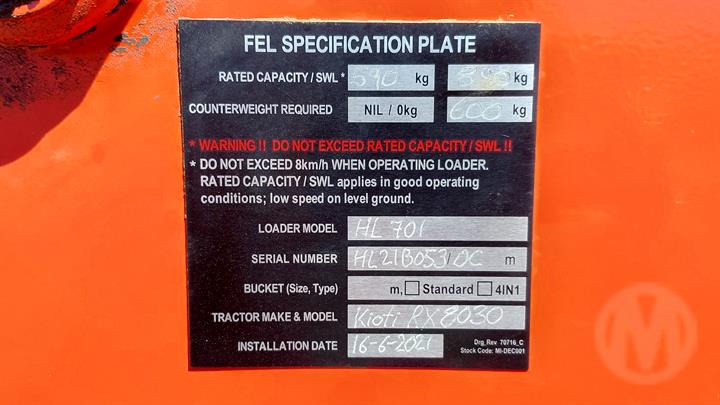 FEL SPECIFICATION PLATE
RATED CAPACITY / SWL * 590 kg kg
COUNTERWEIGHT REQUIRED NIL / 0kg 600 kg
* WARNING !! DO NOT EXCEED RATED CAPACITY / SWL !!
* DO NOT EXCEED 8km/h WHEN OPERATING LOADER.
RATED CAPACITY / SWL applies in good operating
conditions; low speed on level ground.
LOADER MODEL HL 701
SERIAL NUMBER HL21B053/OC m
BUCKET (Size, Type) m, Standard 4IN1
TRACTOR MAKE & MODEL Kioti RX8030
INSTALLATION DATE 16-6-2021
Drg_Rev 70716_C
Stock Code: MI-DEC001
M